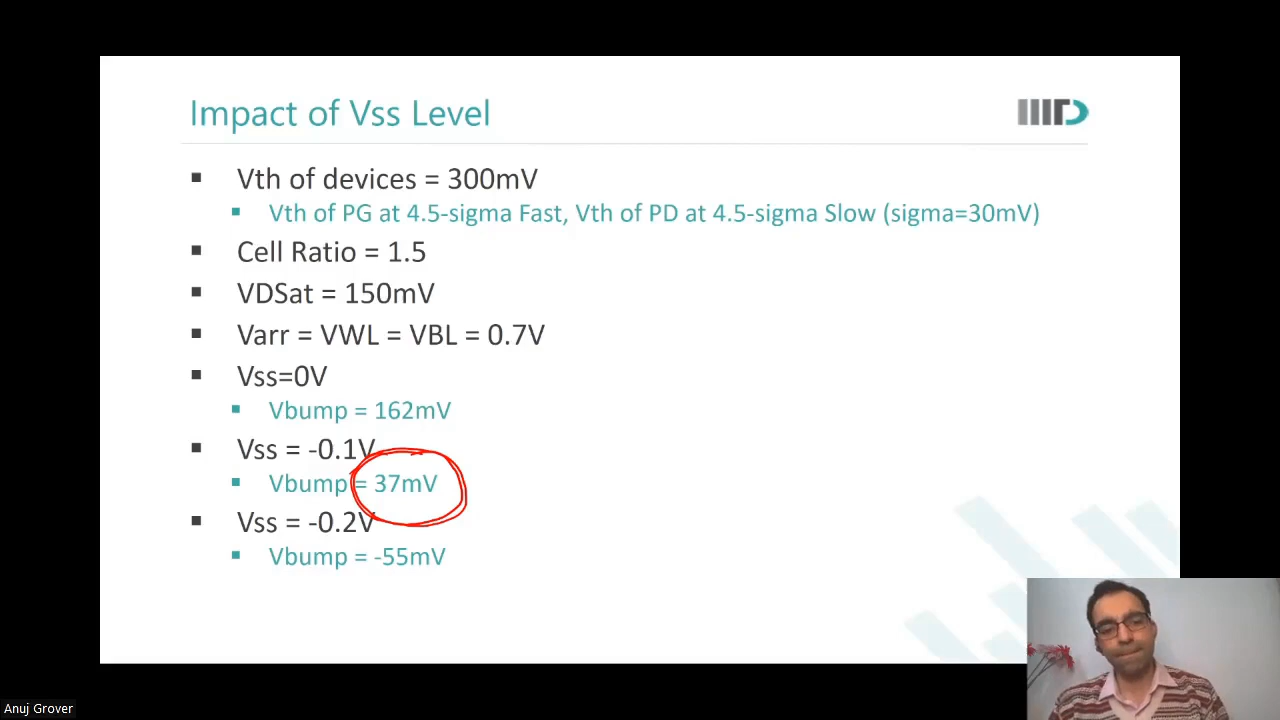 Impact of Vss Level
IIITD
▪ Vth of devices = 300mV
▪ Vth of PG at 4.5-sigma Fast, Vth of PD at 4.5-sigma Slow (sigma=30mV)
▪ Cell Ratio = 1.5
▪ VDSat = 150mV
▪ Varr = VWL = VBL = 0.7V
▪ Vss=0V
▪ Vbump = 162mV
▪ Vss = -0.1V
▪ Vbump = 37mV
▪ Vss = -0.2V
▪ Vbump = -55mV
Anuj Grover